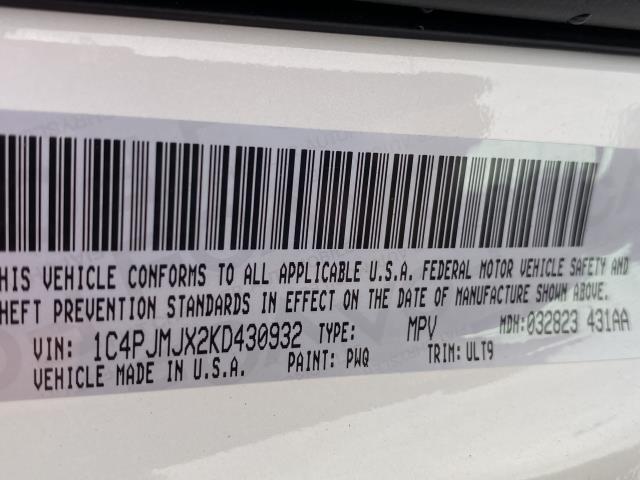 HIS VEHICLE CONFORMS TO ALL APPLICABLE U.S.A. FEDERAL MOTOR VEHICLE SAFETY AND
HEFT PREVENTION STANDARDS IN EFFECT ON THE DATE OF MANUFACTURE SHOWN ABOVE.
VIN: 1C4PJMJX2KD430932 TYPE: MPV MDH:032823 431AA
VEHICLE MADE IN U.S.A. PAINT: PWQ TRIM: ULT9